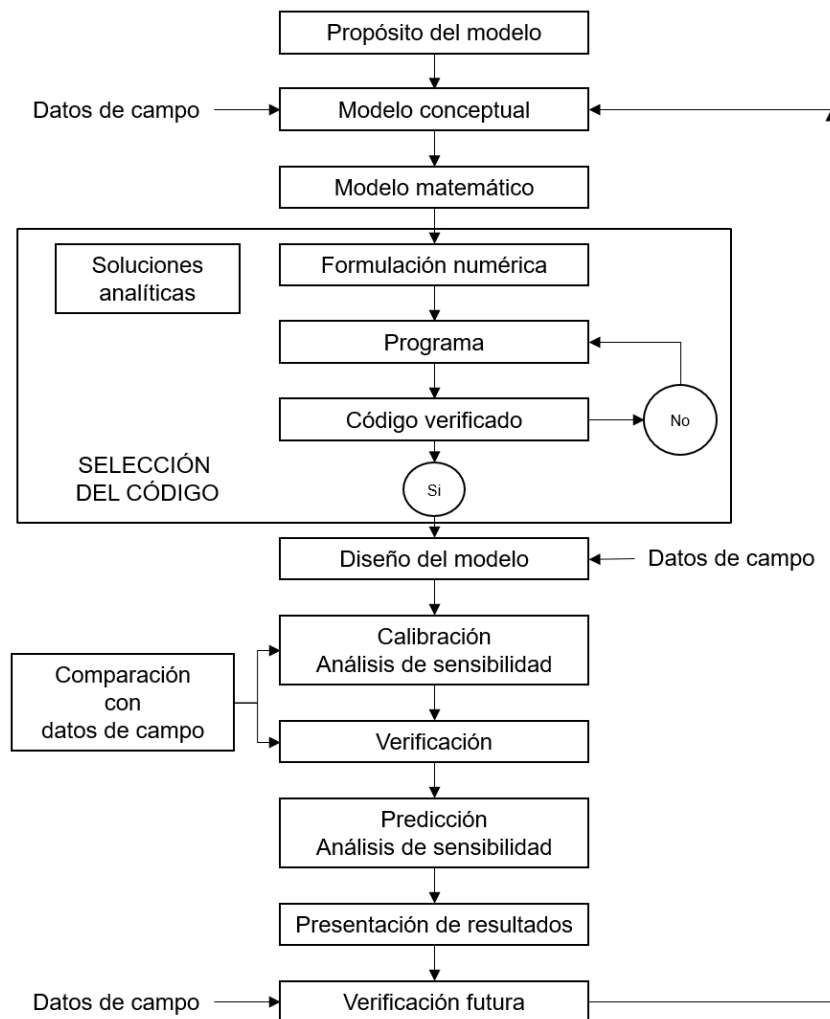 Propósito del modelo
Datos de campo
Modelo conceptual
Modelo matemático
Soluciones
analíticas
Formulación numérica
Programa
Código verificado
No
SELECCIÓN
DEL CÓDIGO
Si
Diseño del modelo
Datos de campo
Calibración
Análisis de sensibilidad
Comparación
con
datos de campo
Verificación
Predicción
Análisis de sensibilidad
Presentación de resultados
Datos de campo
Verificación futura